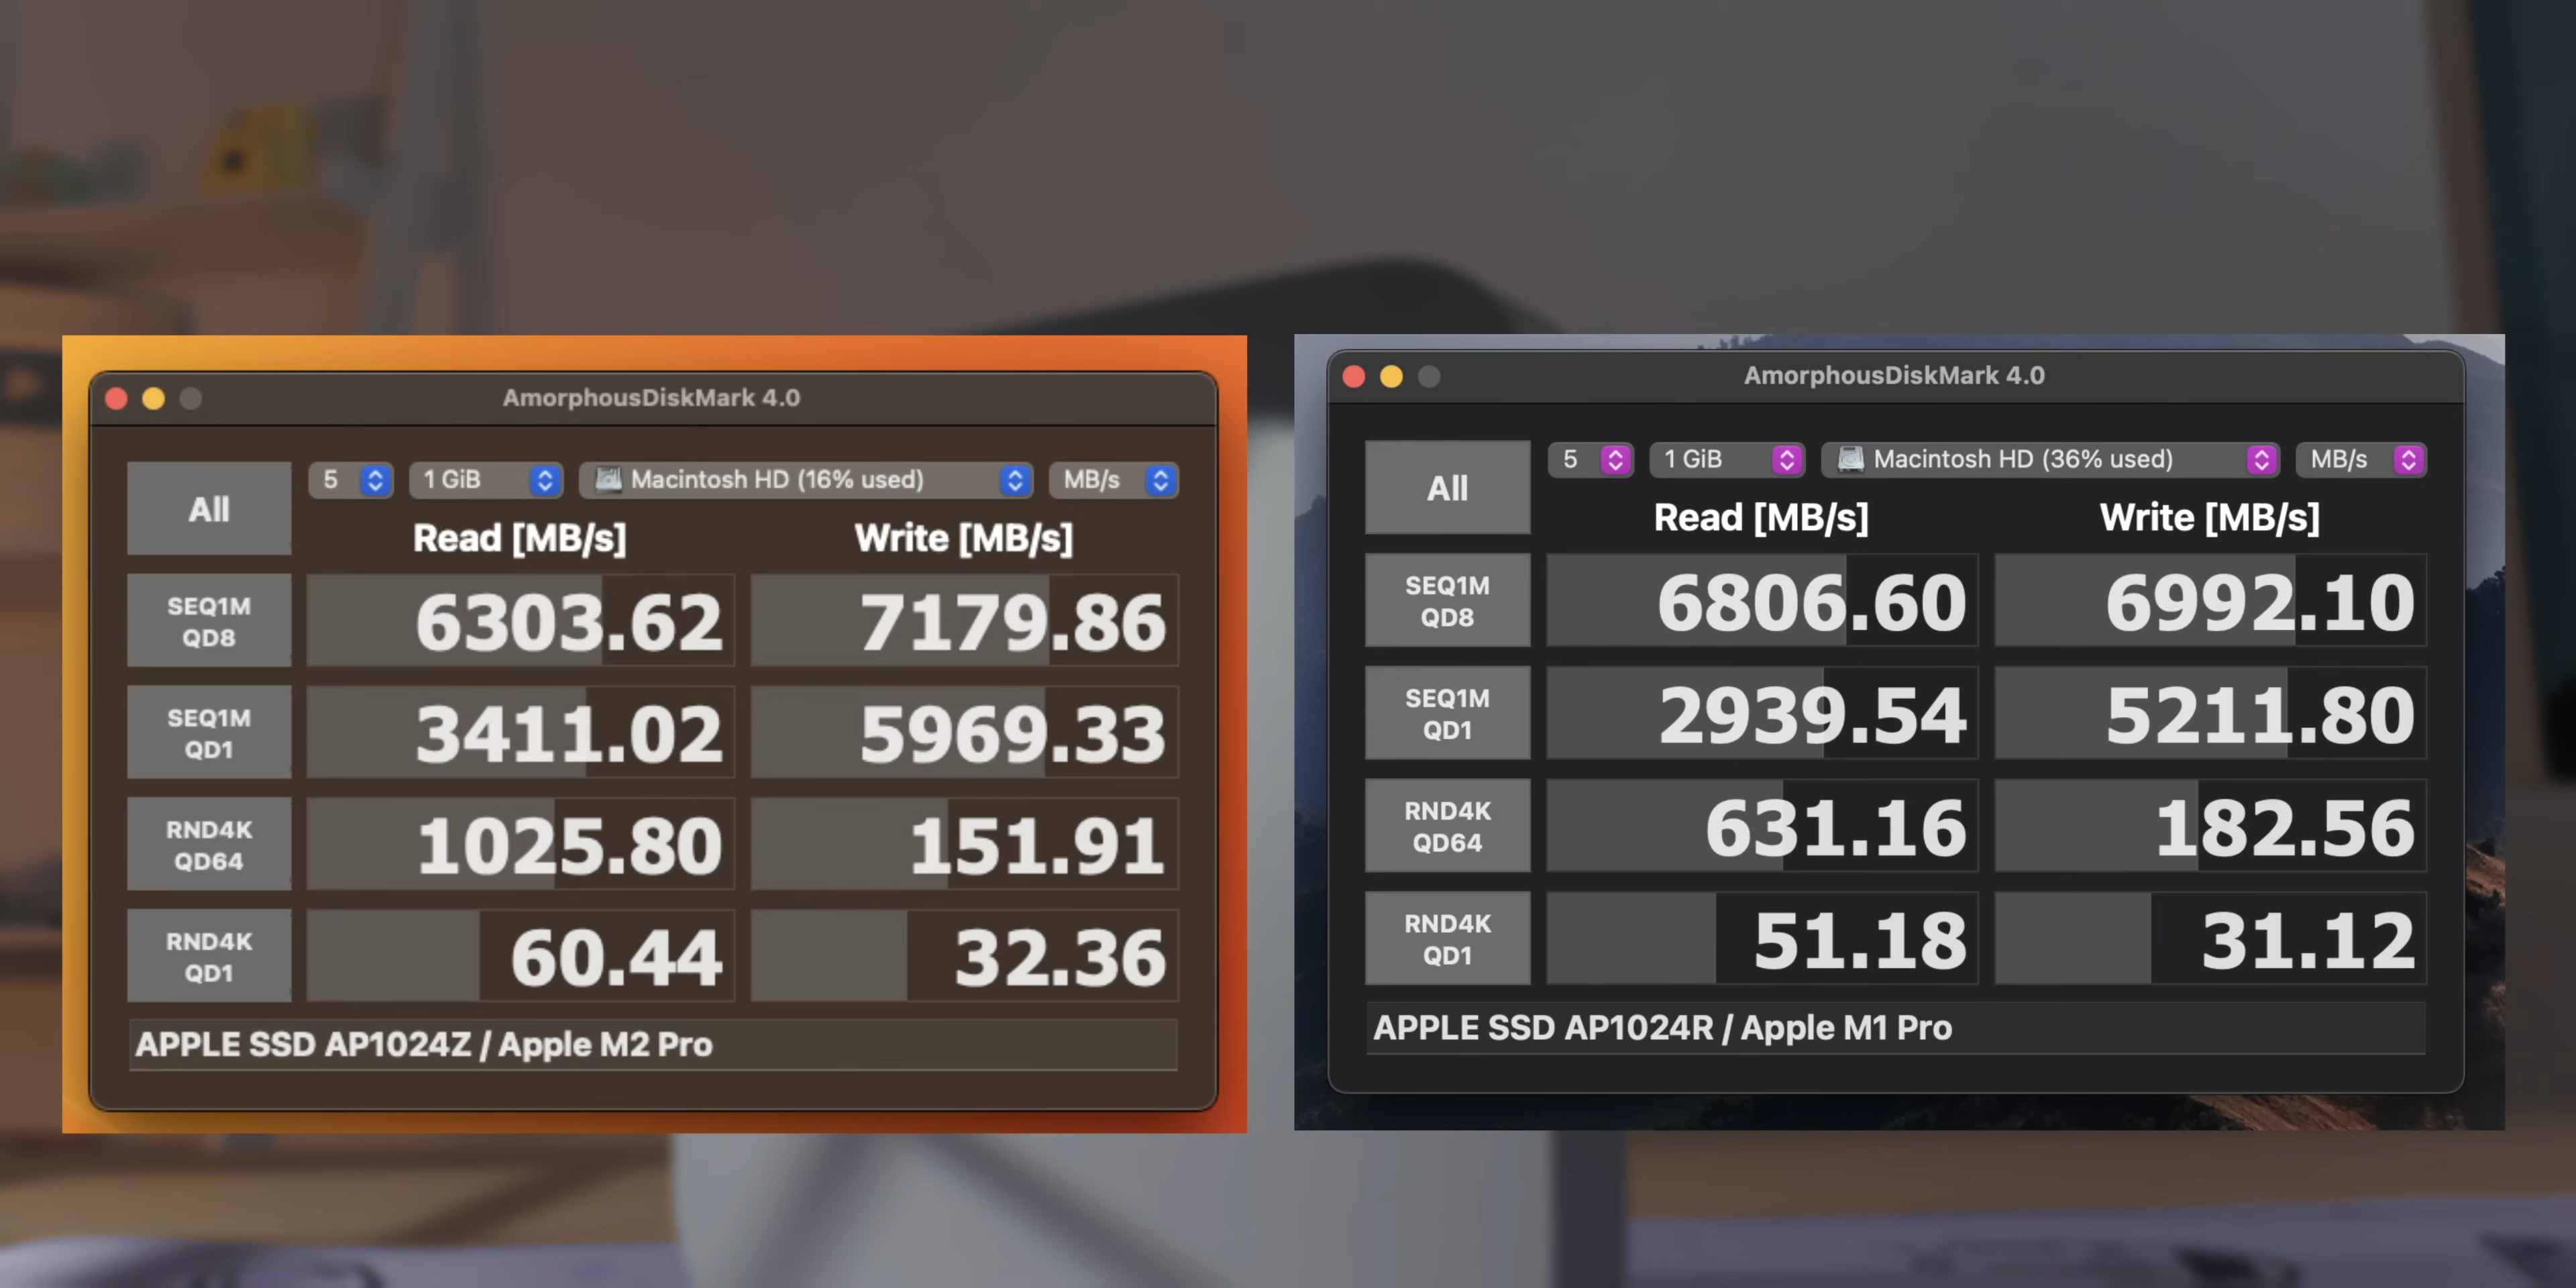 AmorphousDiskMark 4.0
All
5
1 GiB
Macintosh HD (16% used)
MB/s
Read [MB/s]
Write [MB/s]
SEQ1M
QD8
6303.62
7179.86
SEQ1M
QD1
3411.02
5969.33
RND4K
QD64
1025.80
151.91
RND4K
QD1
60.44
32.36
APPLE SSD AP1024Z / Apple M2 Pro
AmorphousDiskMark 4.0
All
5
1 GiB
Macintosh HD (36% used)
MB/s
Read [MB/s]
Write [MB/s]
SEQ1M
QD8
6806.60
6992.10
SEQ1M
QD1
2939.54
5211.80
RND4K
QD64
631.16
182.56
RND4K
QD1
51.18
31.12
APPLE SSD AP1024R / Apple M1 Pro